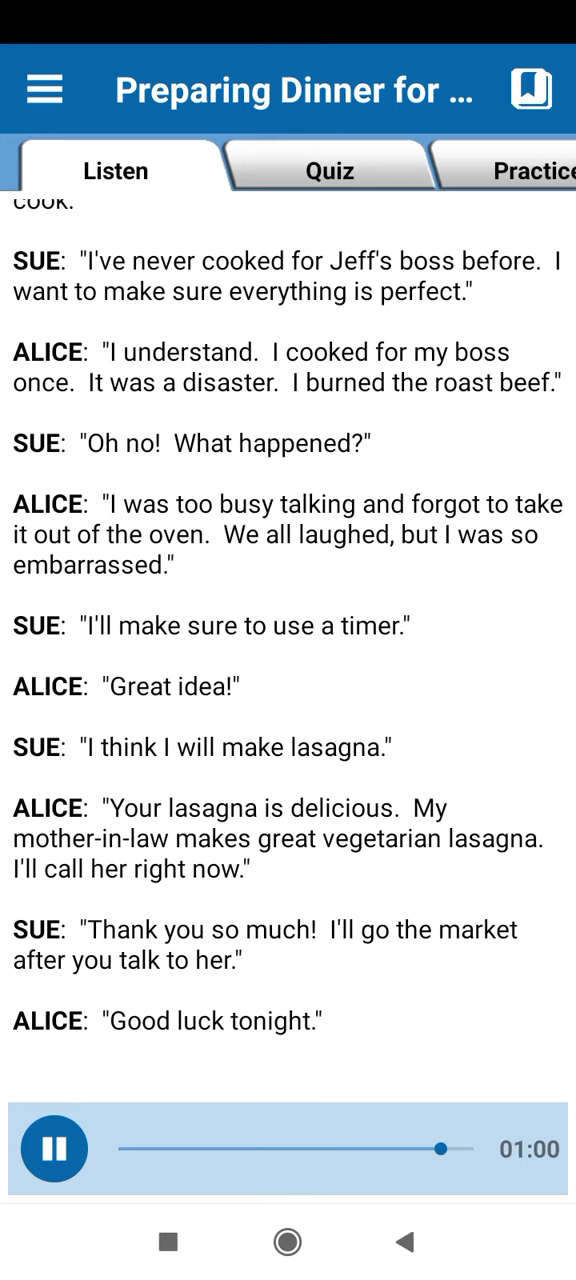 Preparing Dinner for ...
Listen
Quiz
Practice
cook.
SUE:  "I've never cooked for Jeff's boss before.  I
want to make sure everything is perfect."
ALICE:  "I understand.  I cooked for my boss
once.  It was a disaster.  I burned the roast beef."
SUE:  "Oh no!  What happened?"
ALICE:  "I was too busy talking and forgot to take
it out of the oven.  We all laughed, but I was so
embarrassed."
SUE:  "I'll make sure to use a timer."
ALICE:  "Great idea!"
SUE:  "I think I will make lasagna."
ALICE:  "Your lasagna is delicious.  My
mother-in-law makes great vegetarian lasagna.
I'll call her right now."
SUE:  "Thank you so much!  I'll go the market
after you talk to her."
ALICE:  "Good luck tonight."
01:00